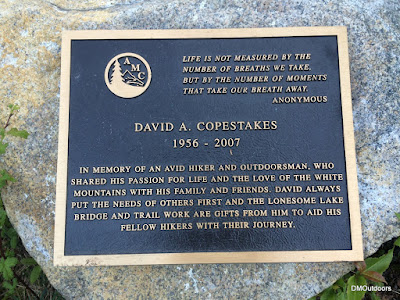 AMC
LIFE IS NOT MEASURED BY THE
NUMBER OF BREATHS WE TAKE,
BUT BY THE NUMBER OF MOMENTS
THAT TAKE OUR BREATH AWAY.
ANONYMOUS
DAVID A. COPESTAKES
1956 - 2007
IN MEMORY OF AN AVID HIKER AND OUTDOORSMAN, WHO
SHARED HIS PASSION FOR LIFE AND THE LOVE OF THE WHITE
MOUNTAINS WITH HIS FAMILY AND FRIENDS. DAVID ALWAYS
PUT THE NEEDS OF OTHERS FIRST AND THE LONESOME LAKE
BRIDGE AND TRAIL WORK ARE GIFTS FROM HIM TO AID HIS
FELLOW HIKERS WITH THEIR JOURNEY.
DMOutdoors